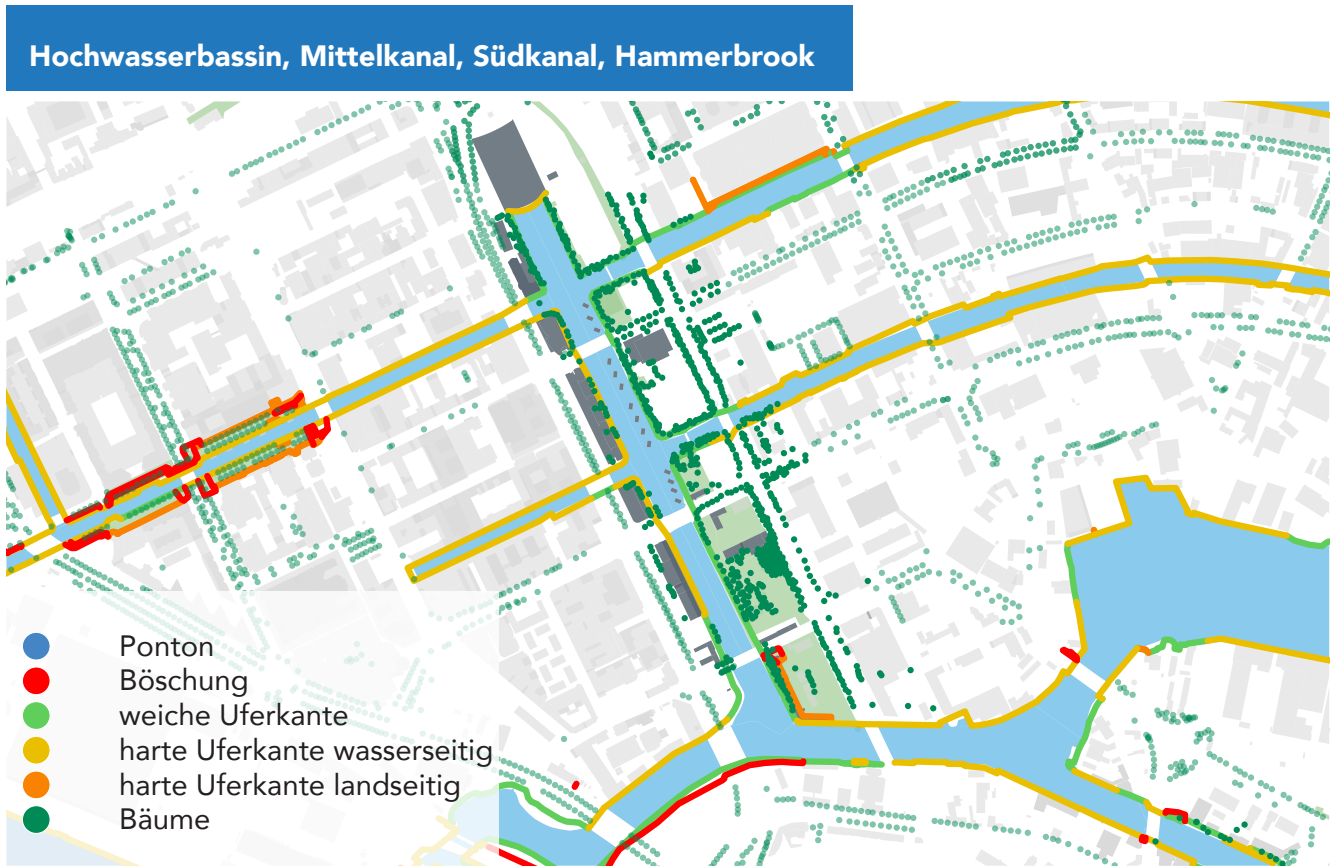 Hochwasserbassin, Mittelkanal, Südkanal, Hammerbrook
Ponton
Böschung
weiche Uferkante
harte Uferkante wasserseitig
harte Uferkante landseitig
Bäume